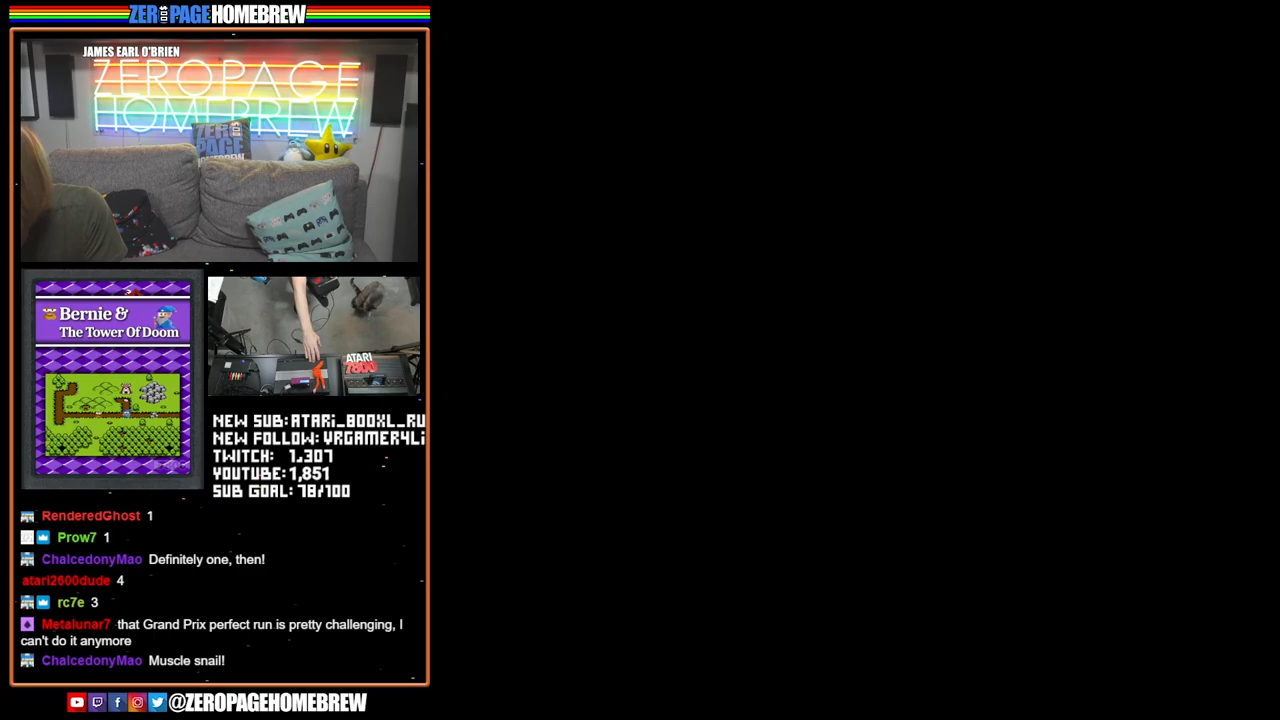 ZEROPAGEHOMEBREW
JAMES EARL O'BRIEN
ZEROPAGE
HOMEBREW
ZERO
PAGE
HOMEBREW
Bernie &
The Tower Of Doom
ATARI
7800
NEW SUB: ATARI_800XL_RU
NEW FOLLOW: VRGAMER4LI
TWITCH: 1,307
YOUTUBE: 1,851
SUB GOAL: 78/100
RenderedGhost 1
Prow7 1
ChalcedonyMao Definitely one, then!
atari2600dude 4
rc7e 3
Metalunar7 that Grand Prix perfect run is pretty challenging, I
can't do it anymore
ChalcedonyMao Muscle snail!
@ZEROPAGEHOMEBREW